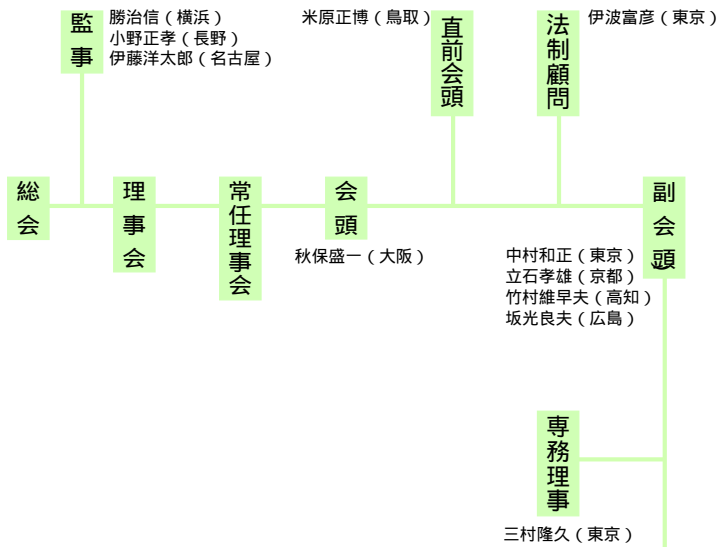 監事
勝治信（横浜）
小野正孝（長野）
伊藤洋太郎（名古屋）
米原正博（鳥取）
直前会頭
法制顧問
伊波富彦（東京）
総会
理事会
常任理事会
会頭
秋保盛一（大阪）
副会頭
中村和正（東京）
立石孝雄（京都）
竹村維早夫（高知）
坂光良夫（広島）
専務理事
三村隆久（東京）